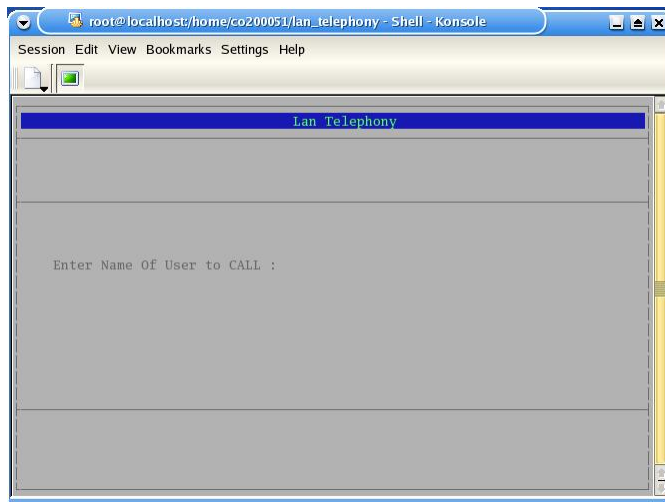 root@localhost:/home/co200051/lan_telephony - Shell - Konsole
Session Edit View Bookmarks Settings Help
Lan Telephony
Enter Name Of User to CALL :